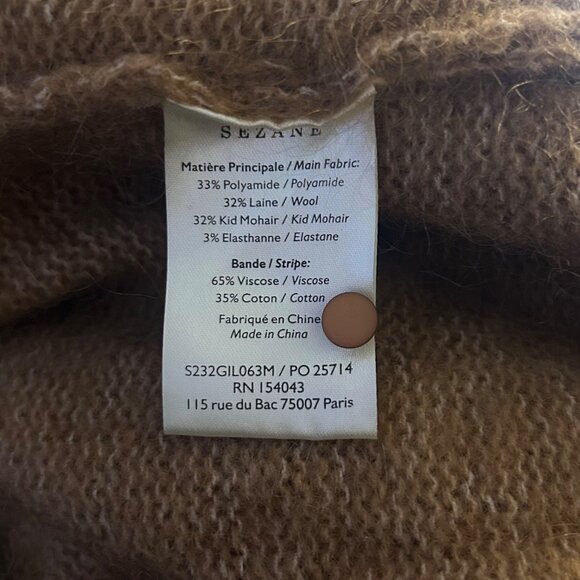 SEZANE
Matière Principale / Main Fabric:
33% Polyamide / Polyamide
32% Laine / Wool
32% Kid Mohair / Kid Mohair
3% Elasthanne / Elastane
Bande / Stripe:
65% Viscose / Viscose
35% Coton / Cotton
Fabriqué en Chine
Made in China
S232GIL063M / PO 25714
RN 154043
115 rue du Bac 75007 Paris